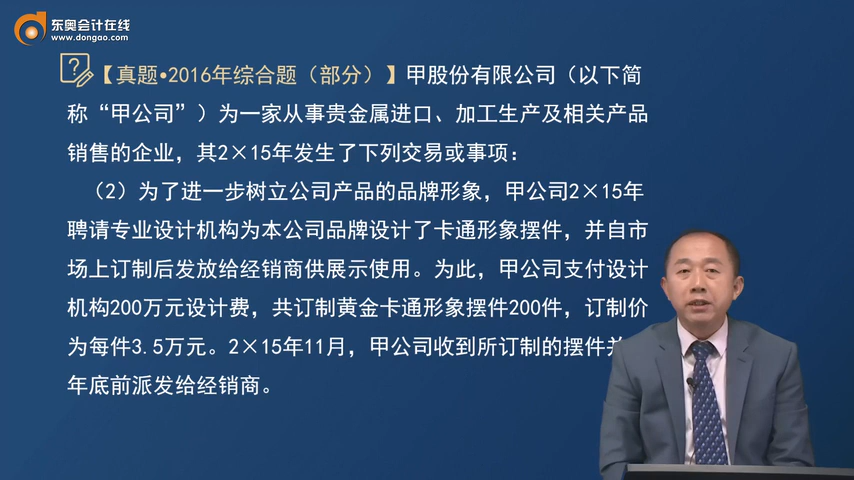 东奥会计在线
www.dongao.com
【真题•2016年综合题（部分）】甲股份有限公司（以下简
称“甲公司”）为一家从事贵金属进口、加工生产及相关产品
销售的企业，其2×15年发生了下列交易或事项：
（2）为了进一步树立公司产品的品牌形象，甲公司2×15年
聘请专业设计机构为本公司品牌设计了卡通形象摆件，并自市
场上订制后发放给经销商供展示使用。为此，甲公司支付设计
机构200万元设计费，共订制黄金卡通形象摆件200件，订制价
为每件3.5万元。2×15年11月，甲公司收到所订制的摆件并
年底前派发给经销商。